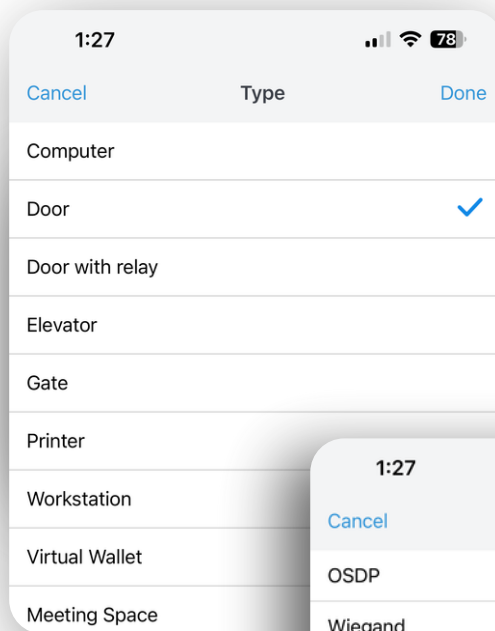 1:27
78
Cancel Type Done
Computer
Door
Door with relay
Elevator
Gate
Printer
Workstation
Virtual Wallet
Meeting Space
1:27
Cancel
OSDP
Wiegand